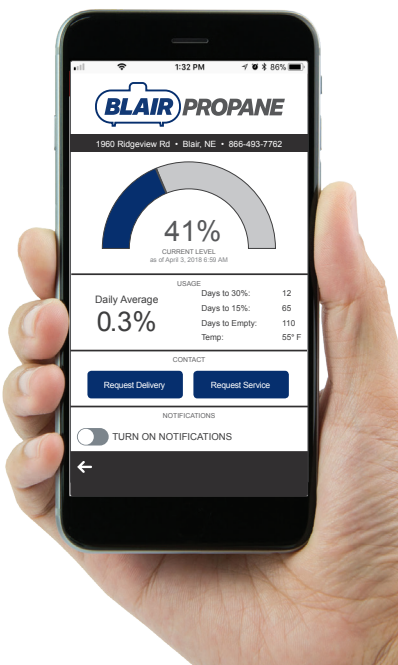 1:32 PM
86%
BLAIR PROPANE
1960 Ridgeview Rd • Blair, NE • 866-493-7762
41%
CURRENT LEVEL
as of April 3, 2018 6:50 AM
USAGE
Daily Average
0.3%
Days to 30%: 12
Days to 15%: 65
Days to Empty: 110
Temp: 55° F
CONTACT
Request Delivery Request Service
NOTIFICATIONS
TURN ON NOTIFICATIONS